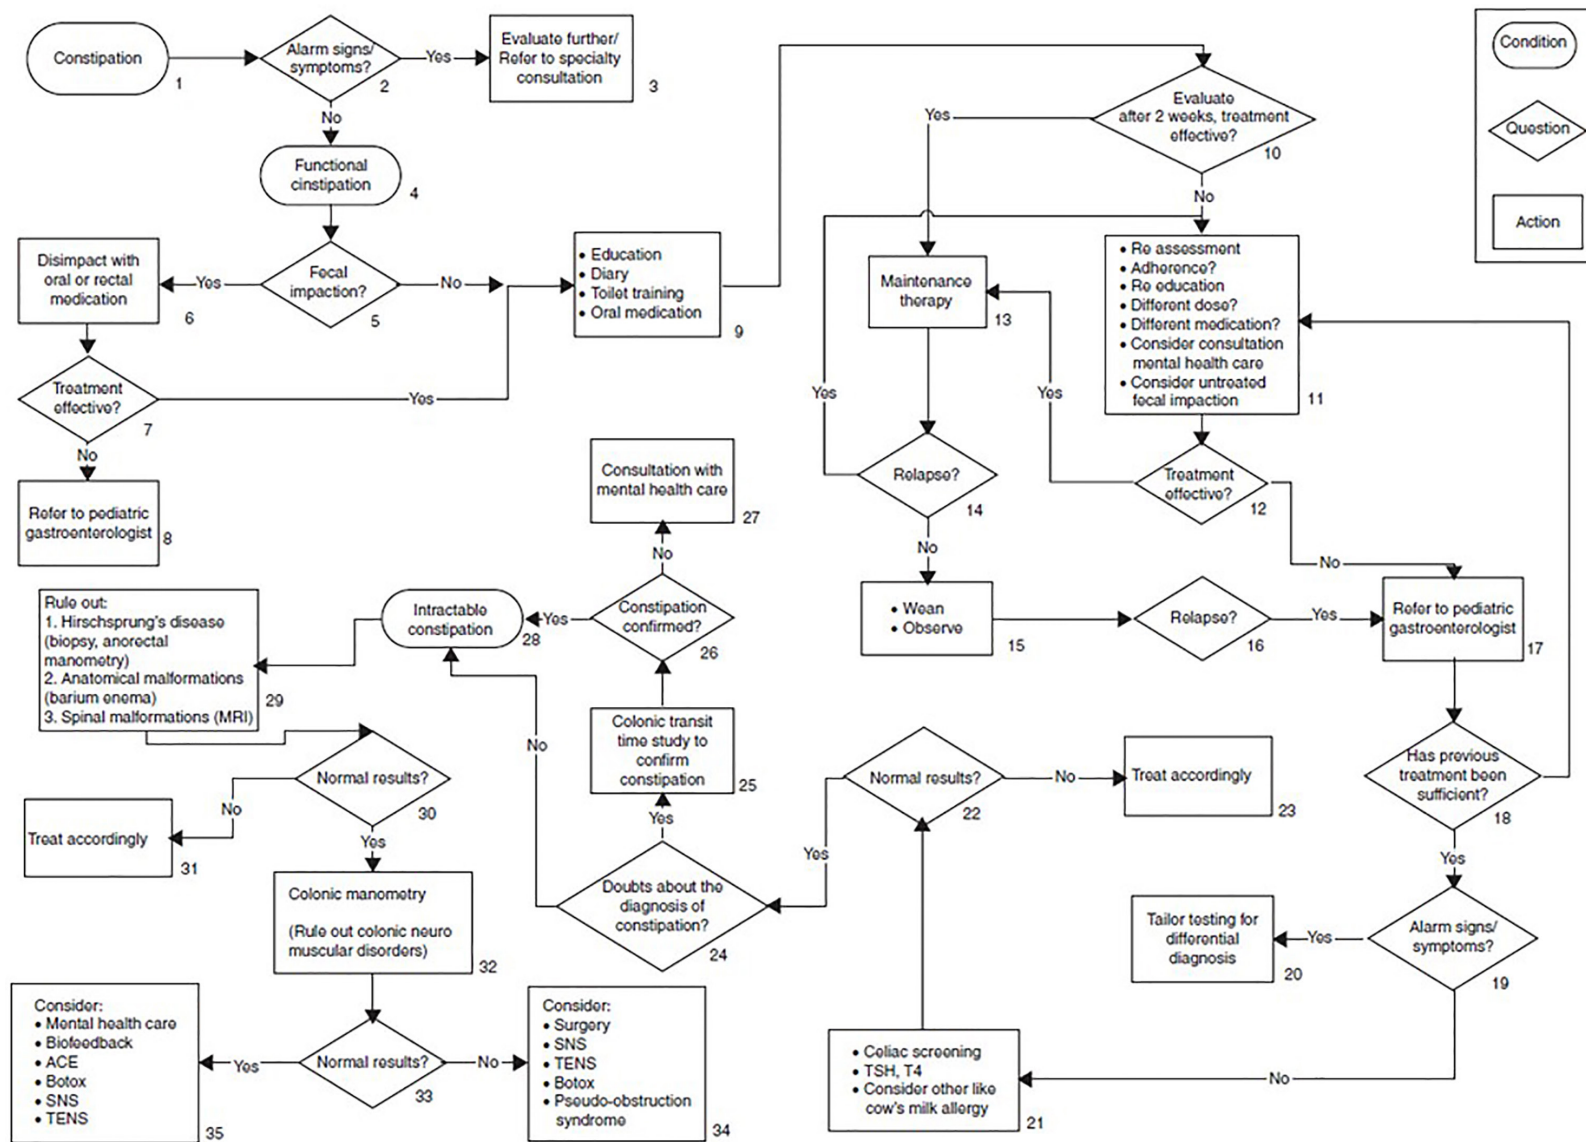 Constipation
1
Alarm signs/
symptoms?
2
Yes
Evaluate further/
Refer to specialty
consultation
3
No
Functional
cinstipation
4
Fecal
impaction?
5
Yes
Disimpact with
oral or rectal
medication
6
No
Treatment
effective?
7
Yes
No
Refer to pediatric
gastroenterologist
8
• Education
• Diary
• Toilet training
• Oral medication
9
Evaluate
after 2 weeks, treatment
effective?
10
Yes
No
• Re assessment
• Adherence?
• Re education
• Different dose?
• Different medication?
• Consider consultation
mental health care
• Consider untreated
fecal impaction
11
Treatment
effective?
12
Yes
No
Maintenance
therapy
13
Relapse?
14
Yes
No
• Wean
• Observe
15
Relapse?
16
Yes
Refer to pediatric
gastroenterologist
17
Has previous
treatment been
sufficient?
18
Yes
Alarm signs/
symptoms?
19
Yes
Tailor testing for
differential
diagnosis
20
No
• Celiac screening
• TSH, T4
• Consider other like
cow's milk allergy
21
Normal results?
22
No
Treat accordingly
23
Yes
Doubts about the
diagnosis of
constipation?
24
Yes
No
Colonic transit
time study to
confirm
constipation
25
Constipation
confirmed?
26
No
Consultation with
mental health care
27
Yes
Intractable
constipation
28
Rule out:
1. Hirschsprung's disease
(biopsy, anorectal
manometry)
2. Anatomical malformations
(barium enema)
3. Spinal malformations (MRI)
29
Normal results?
30
No
Treat accordingly
31
Yes
Colonic manometry
(Rule out colonic neuro
muscular disorders)
32
Normal results?
33
No
Consider:
• Surgery
• SNS
• TENS
• Botox
• Pseudo-obstruction
syndrome
34
Yes
Consider:
• Mental health care
• Biofeedback
• ACE
• Botox
• SNS
• TENS
35
Condition
Question
Action